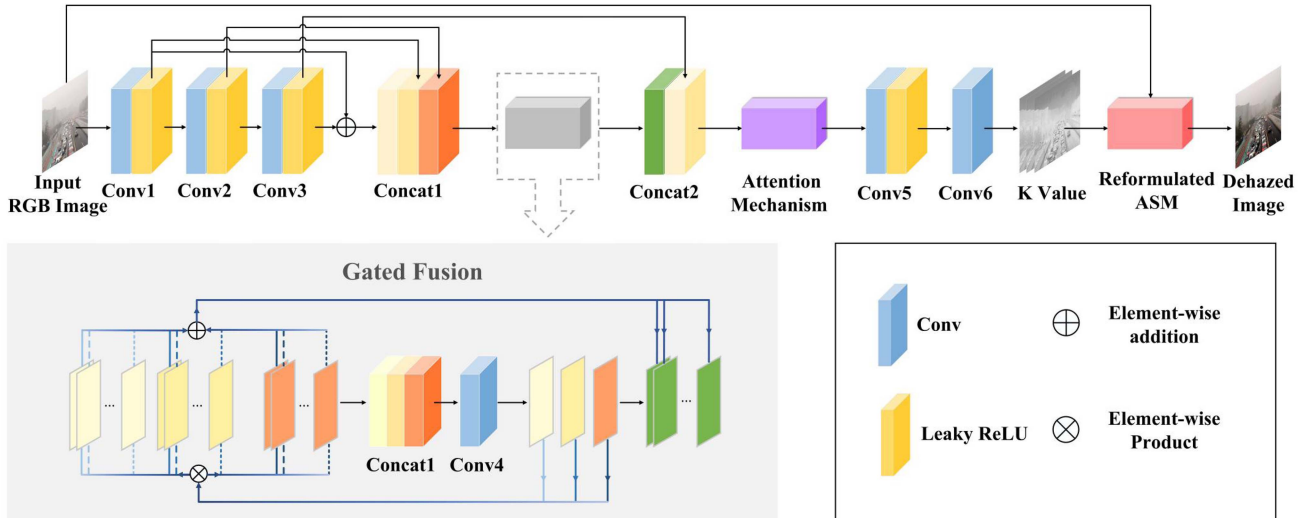 Input
RGB Image
Conv1
Conv2
Conv3
Concat1
Concat2
Attention
Mechanism
Conv5
Conv6
K Value
Reformulated
ASM
Dehazed
Image
Gated Fusion
...
...
...
...
Concat1
Conv4
Conv
Element-wise
addition
Leaky ReLU
Element-wise
Product